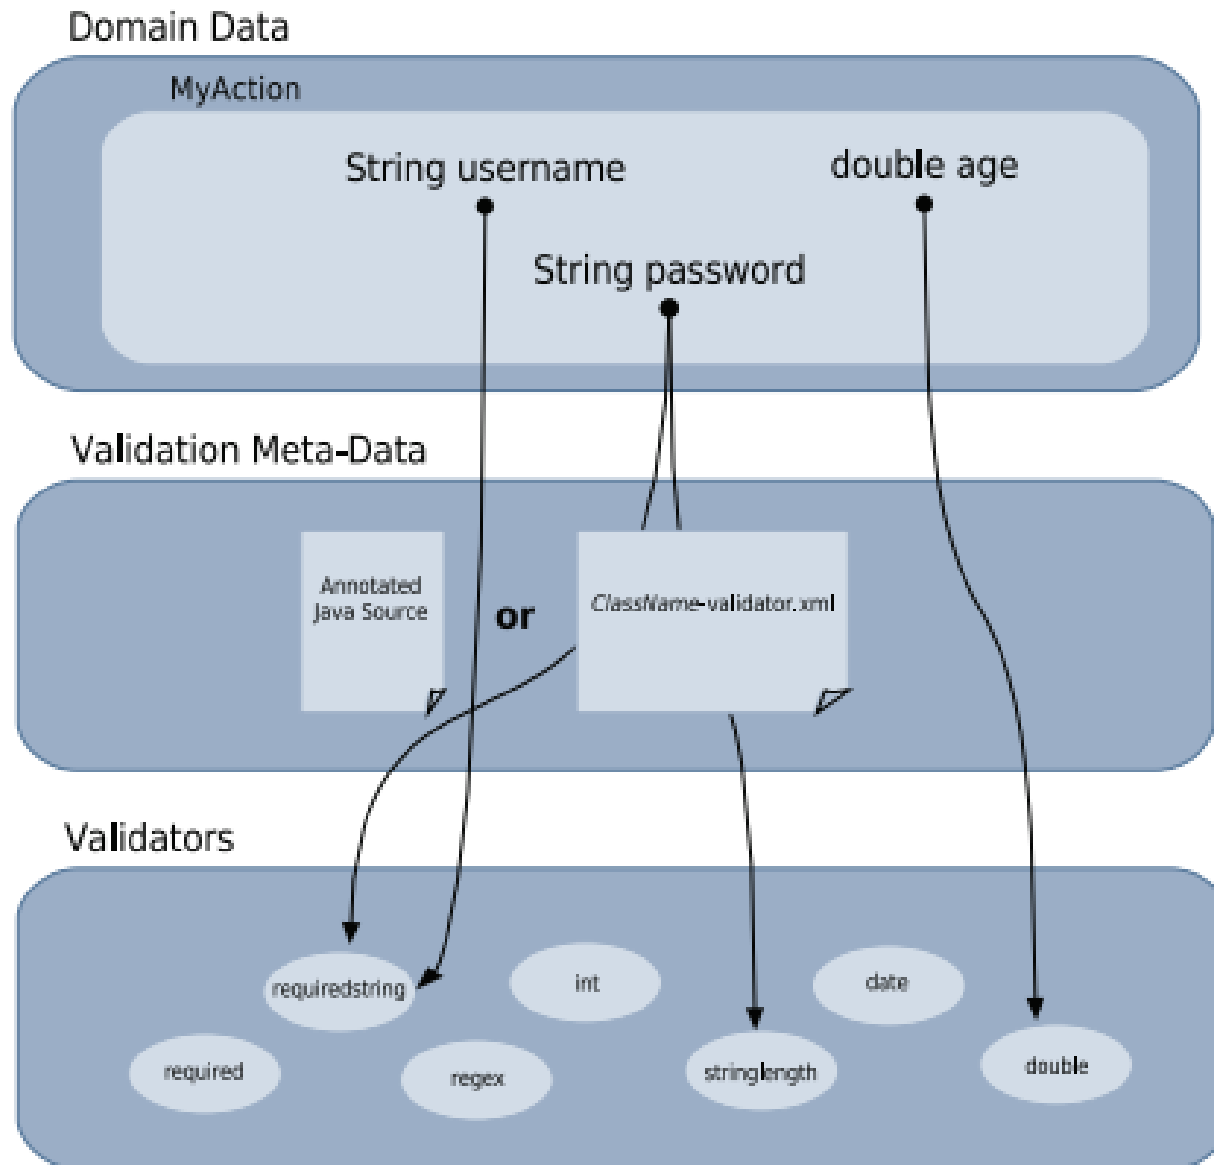 Domain Data
MyAction
String username
double age
String password
Validation Meta-Data
Annotated
Java Source
or
ClassName-validator.xml
Validators
requiredstring
int
date
required
regex
stringlength
double